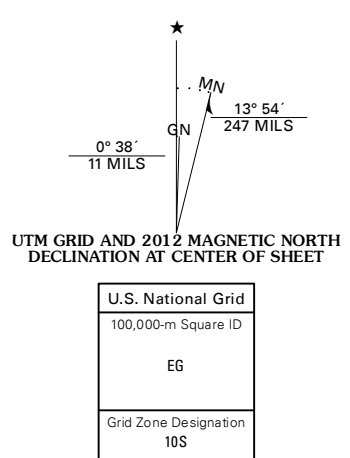 ★
MN
GN
13° 54´
247 MILS
0° 38´
11 MILS
UTM GRID AND 2012 MAGNETIC NORTH
DECLINATION AT CENTER OF SHEET
U.S. National Grid
100,000-m Square ID
EG
Grid Zone Designation
10S